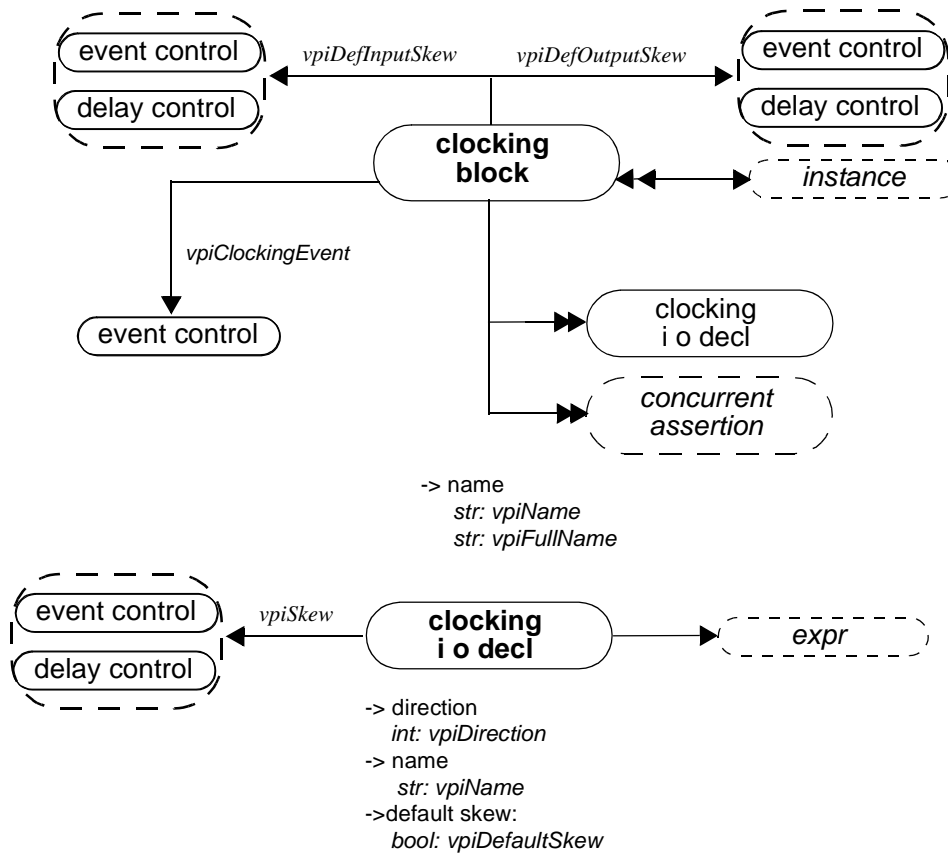 event control
delay control
vpiDefInputSkew
vpiDefOutputSkew
event control
delay control
clocking
block
instance
vpiClockingEvent
event control
clocking
i o decl
concurrent
assertion
-> name
str: vpiName
str: vpiFullName
event control
delay control
vpiSkew
clocking
i o decl
expr
-> direction
int: vpiDirection
-> name
str: vpiName
->default skew:
bool: vpiDefaultSkew